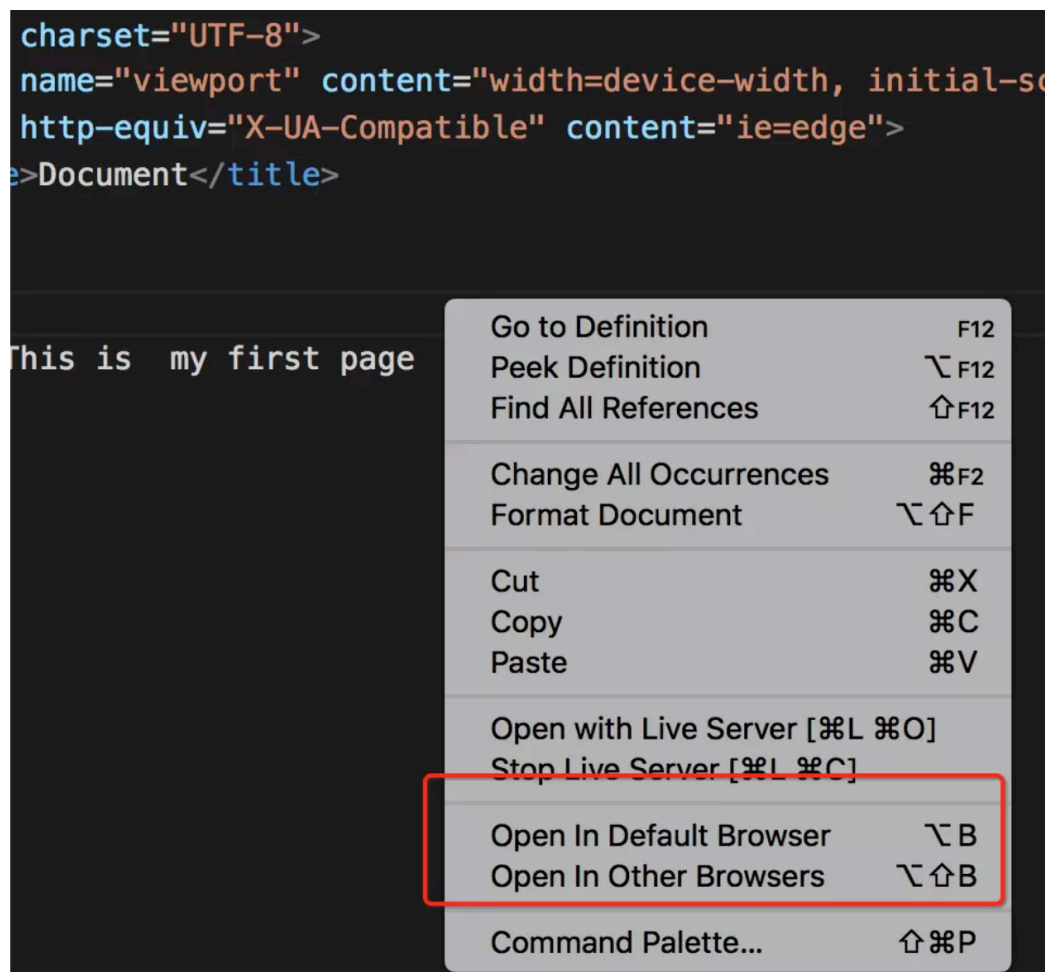 charset="UTF-8">
name="viewport" content="width=device-width, initial-sc
http-equiv="X-UA-Compatible" content="ie=edge">
e>Document</title>
This is  my first page
Go to Definition F12
Peek Definition ⌥F12
Find All References ⇧F12
Change All Occurrences ⌘F2
Format Document ⌥⇧F
Cut ⌘X
Copy ⌘C
Paste ⌘V
Open with Live Server [⌘L ⌘O]
Stop Live Server [⌘L ⌘C]
Open In Default Browser ⌥B
Open In Other Browsers ⌥⇧B
Command Palette... ⇧⌘P